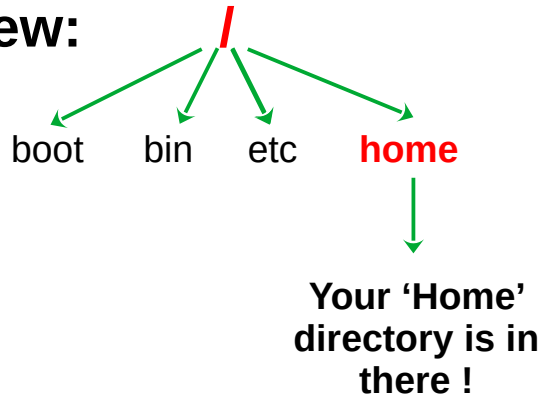 ew: /
boot bin etc home
Your ‘Home’
directory is in
there !